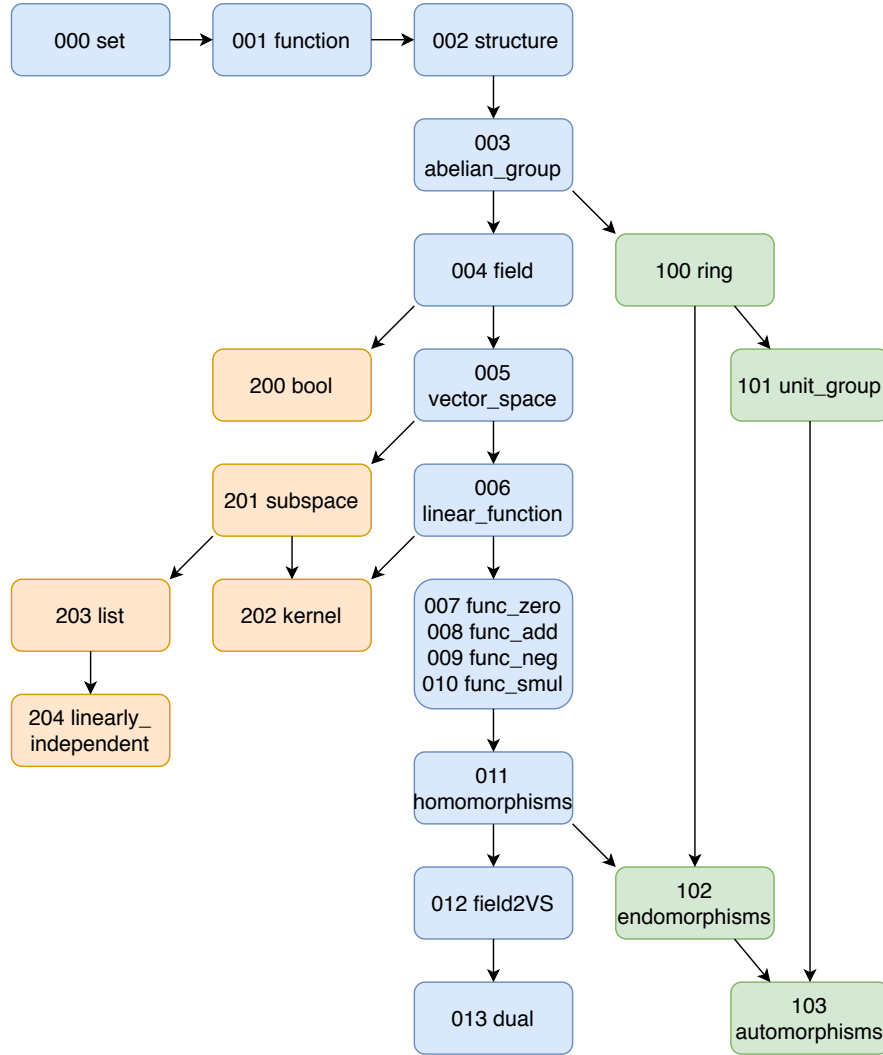 000 set
001 function
002 structure
003
abelian_group
004 field
100 ring
200 bool
005
vector_space
101 unit_group
201 subspace
006
linear_function
203 list
202 kernel
007 func_zero
008 func_add
009 func_neg
010 func_smul
204 linearly_
independent
011
homomorphisms
012 field2VS
102
endomorphisms
013 dual
103
automorphisms